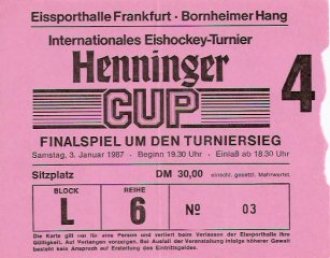 Eissporthalle Frankfurt · Bornheimer Hang
Internationales Eishockey-Turnier
Henninger
CUP
4
FINALSPIEL UM DEN TURNIERSIEG
Samstag, 3. Januar 1987 · Beginn 19.30 Uhr · Einlaß ab 18.30 Uhr
Sitzplatz DM 30,00 einschl. gesetzl. Mehrwertst.
BLOCK REIHE
L 6 No 03
Die Karte gilt nur für eine Person und verliert beim Verlassen der Eissporthalle ihre
Gültigkeit. Auf Verlangen vorzeigen. Bei Ausfall der Veranstaltung infolge höherer Gewalt
besteht kein Anspruch auf Erstattung des Eintrittsgeldes.